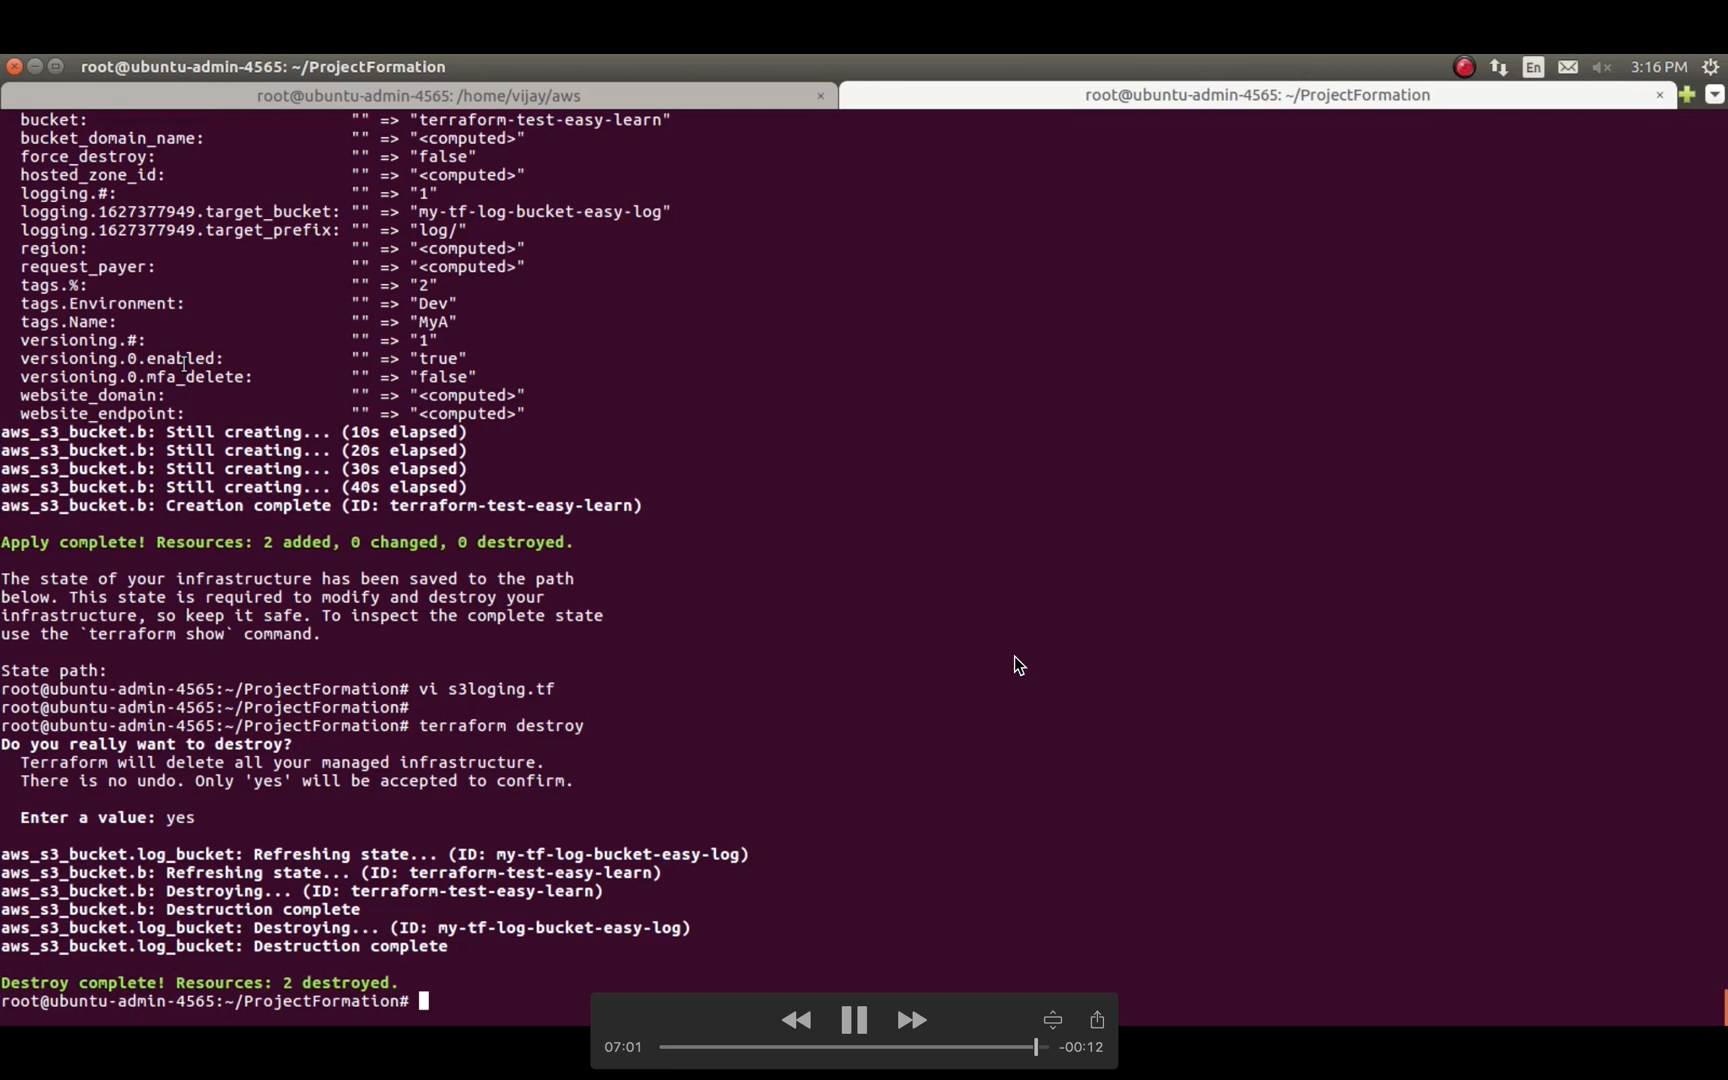 root@ubuntu-admin-4565: ~/ProjectFormation
En
3:16 PM
root@ubuntu-admin-4565: /home/vijay/aws ×
root@ubuntu-admin-4565: ~/ProjectFormation ×
bucket: "" => "terraform-test-easy-learn"
bucket_domain_name: "" => "<computed>"
force_destroy: "" => "false"
hosted_zone_id: "" => "<computed>"
logging.#: "" => "1"
logging.1627377949.target_bucket: "" => "my-tf-log-bucket-easy-log"
logging.1627377949.target_prefix: "" => "log/"
region: "" => "<computed>"
request_payer: "" => "<computed>"
tags.%: "" => "2"
tags.Environment: "" => "Dev"
tags.Name: "" => "MyA"
versioning.#: "" => "1"
versioning.0.enabled: "" => "true"
versioning.0.mfa_delete: "" => "false"
website_domain: "" => "<computed>"
website_endpoint: "" => "<computed>"
aws_s3_bucket.b: Still creating... (10s elapsed)
aws_s3_bucket.b: Still creating... (20s elapsed)
aws_s3_bucket.b: Still creating... (30s elapsed)
aws_s3_bucket.b: Still creating... (40s elapsed)
aws_s3_bucket.b: Creation complete (ID: terraform-test-easy-learn)
Apply complete! Resources: 2 added, 0 changed, 0 destroyed.
The state of your infrastructure has been saved to the path
below. This state is required to modify and destroy your
infrastructure, so keep it safe. To inspect the complete state
use the `terraform show` command.
State path:
root@ubuntu-admin-4565:~/ProjectFormation# vi s3loging.tf
root@ubuntu-admin-4565:~/ProjectFormation#
root@ubuntu-admin-4565:~/ProjectFormation# terraform destroy
Do you really want to destroy?
Terraform will delete all your managed infrastructure.
There is no undo. Only 'yes' will be accepted to confirm.
Enter a value: yes
aws_s3_bucket.log_bucket: Refreshing state... (ID: my-tf-log-bucket-easy-log)
aws_s3_bucket.b: Refreshing state... (ID: terraform-test-easy-learn)
aws_s3_bucket.b: Destroying... (ID: terraform-test-easy-learn)
aws_s3_bucket.b: Destruction complete
aws_s3_bucket.log_bucket: Destroying... (ID: my-tf-log-bucket-easy-log)
aws_s3_bucket.log_bucket: Destruction complete
Destroy complete! Resources: 2 destroyed.
root@ubuntu-admin-4565:~/ProjectFormation#
07:01
-00:12